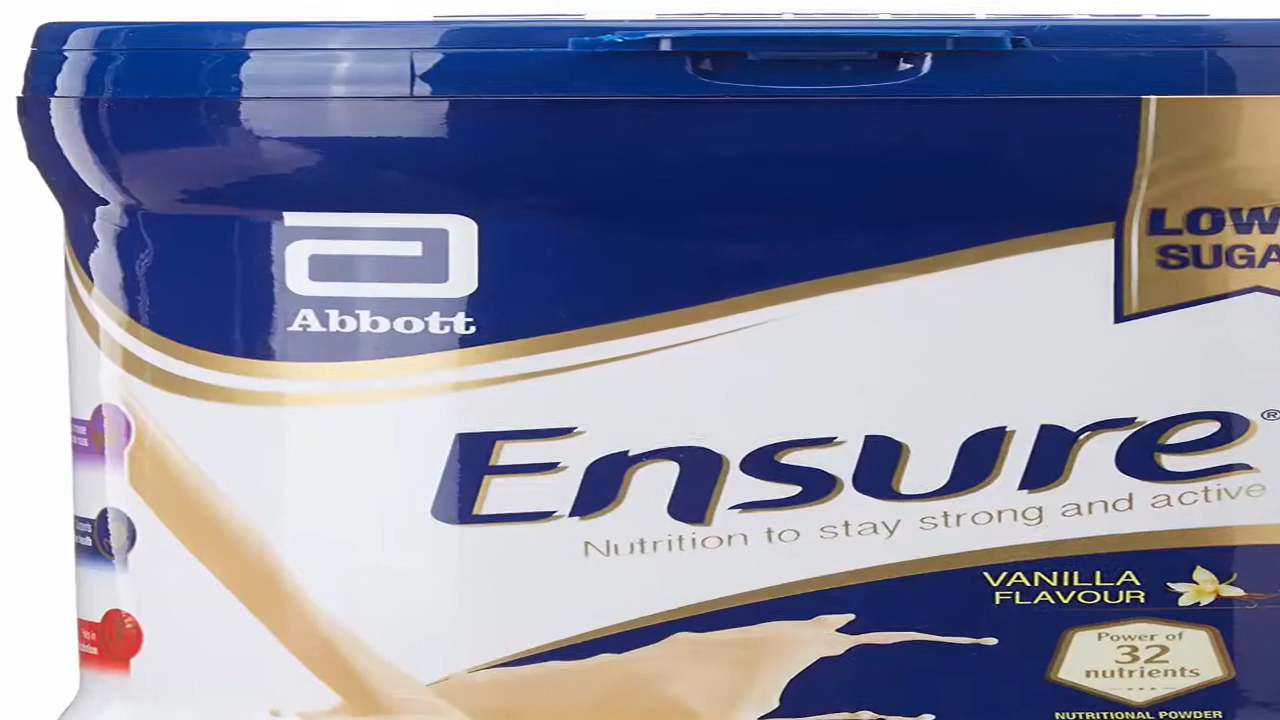 LOW
SUGA
Abbott
Ensure®
Nutrition to stay strong and active
VANILLA
FLAVOUR
Power of
32
nutrients
NUTRITIONAL POWDER